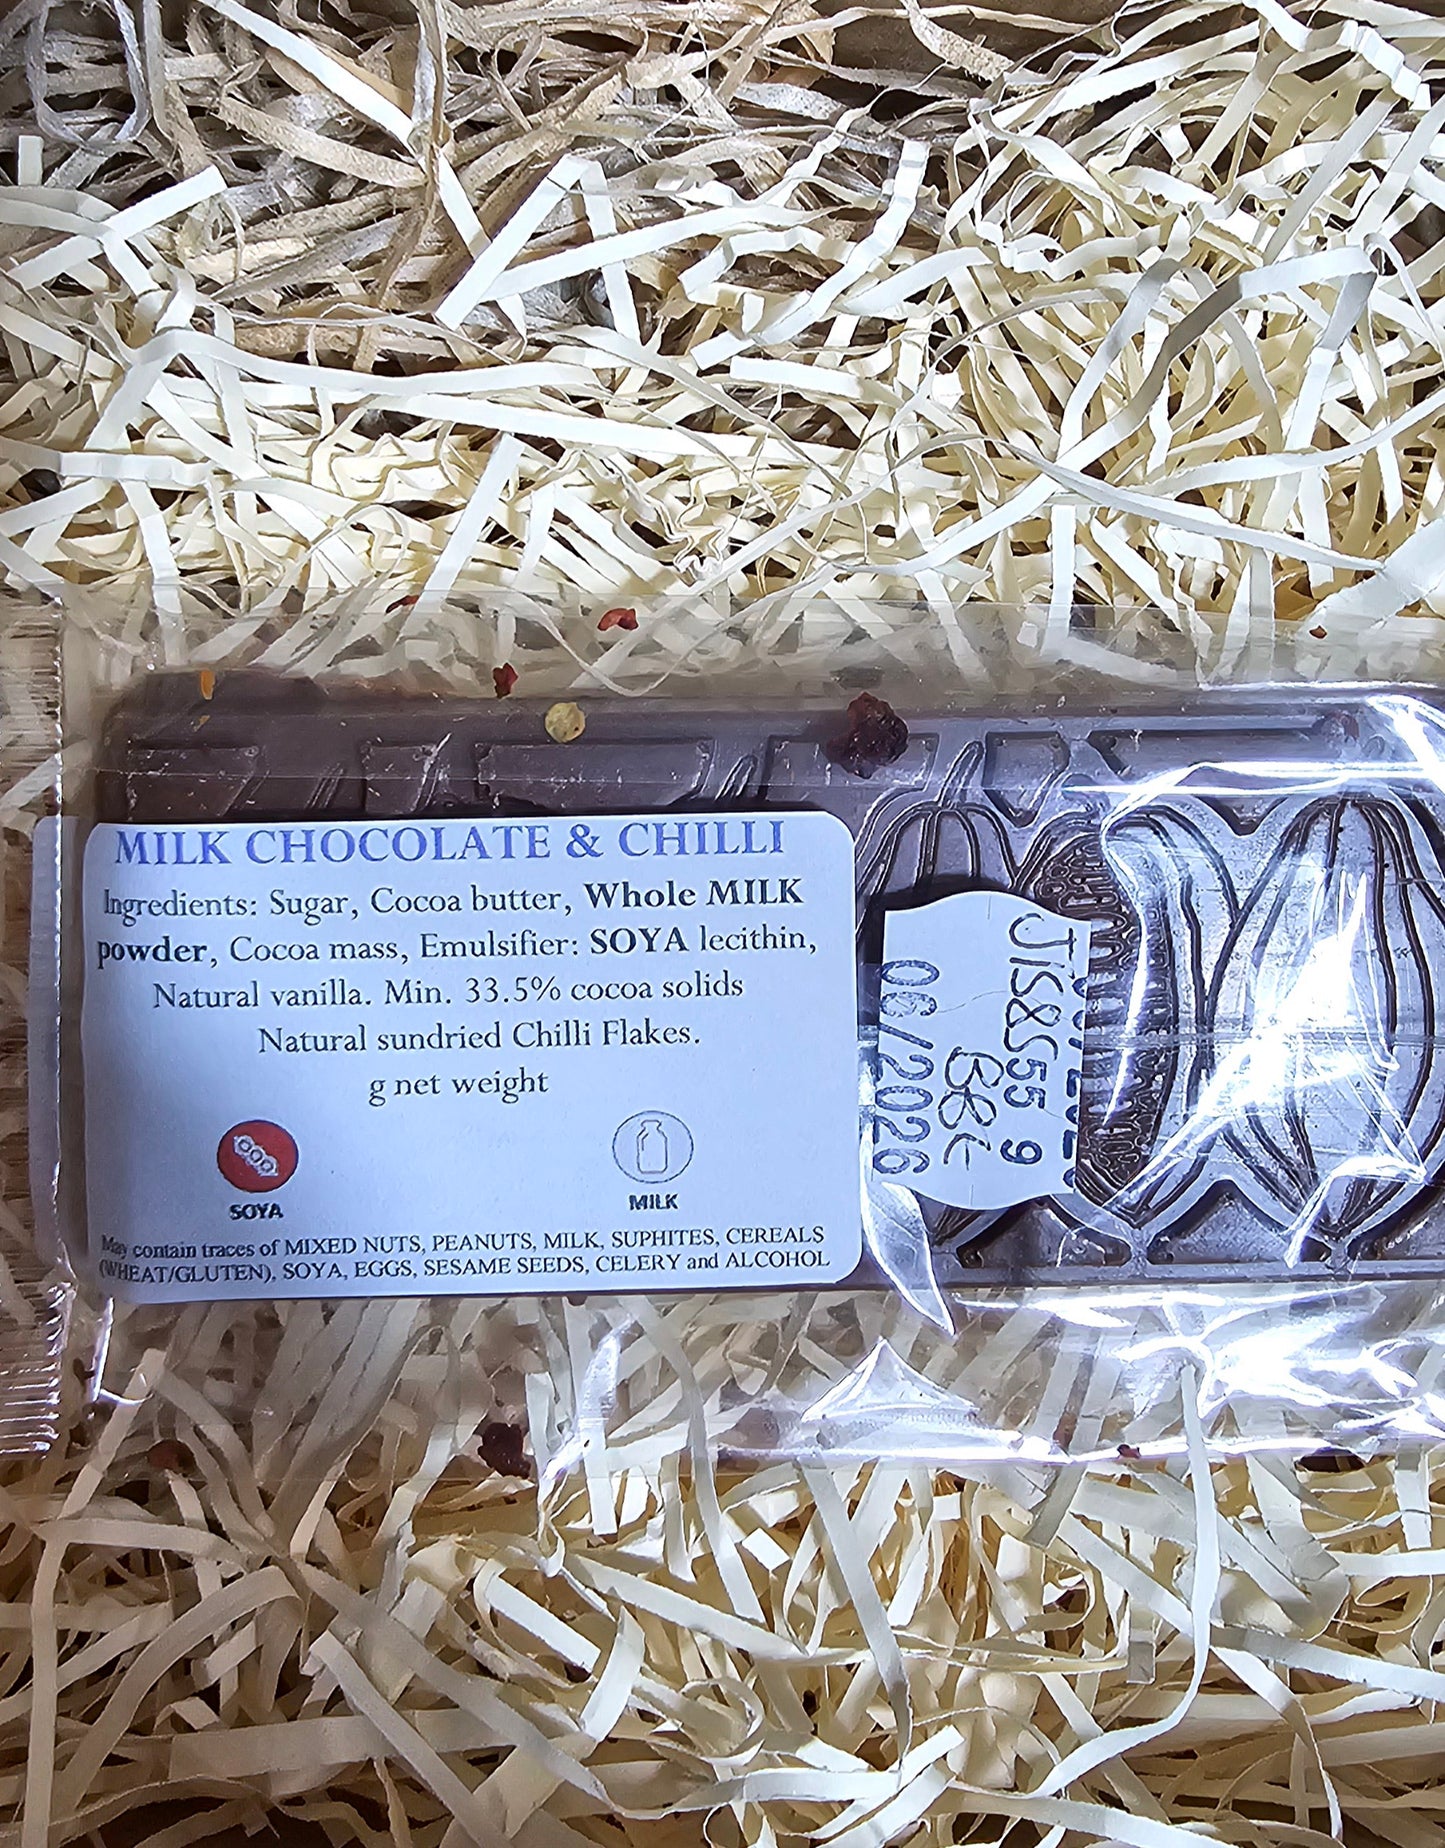 MILK CHOCOLATE & CHILLI
Ingredients: Sugar, Cocoa butter, Whole MILK
powder, Cocoa mass, Emulsifier: SOYA lecithin,
Natural vanilla. Min. 33.5% cocoa solids
Natural sundried Chilli Flakes.
g net weight
SOYA
MILK
May contain traces of MIXED NUTS, PEANUTS, MILK, SUPHITES, CEREALS
(WHEAT/GLUTEN), SOYA, EGGS, SESAME SEEDS, CELERY and ALCOHOL
JS8S55 9
BBE
06/2026